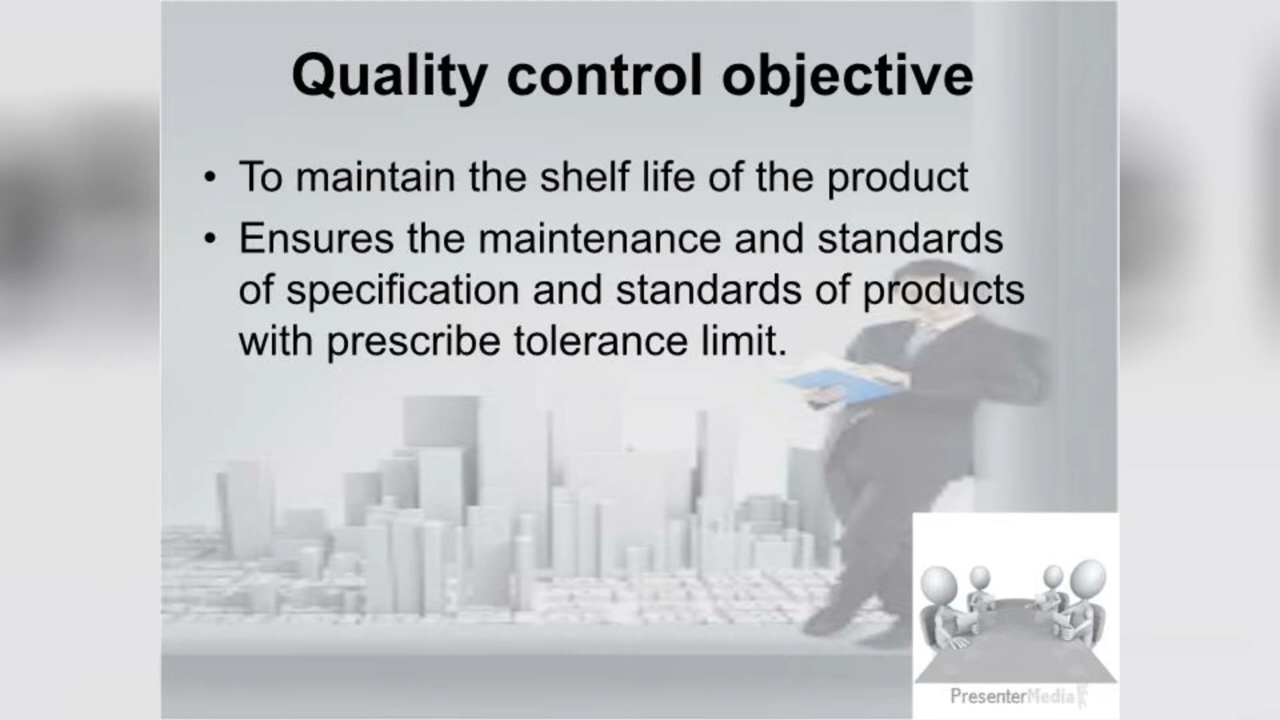 Quality control objective
• To maintain the shelf life of the product
• Ensures the maintenance and standards
of specification and standards of products
with prescribe tolerance limit.
PresenterMedia